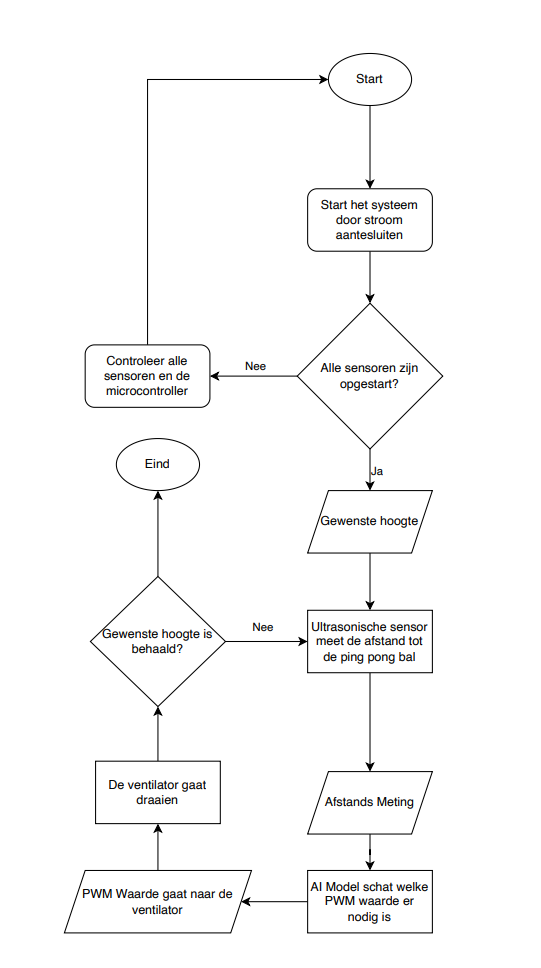 Start
Start het systeem
door stroom
aantesluiten
Alle sensoren zijn
opgestart?
Nee
Controleer alle
sensoren en de
microcontroller
Ja
Gewenste hoogte
Ultrasonische sensor
meet de afstand tot
de ping pong bal
Afstands Meting
AI Model schat welke
PWM waarde er
nodig is
PWM Waarde gaat naar de
ventilator
De ventilator gaat
draaien
Gewenste hoogte is
behaald?
Nee
Eind